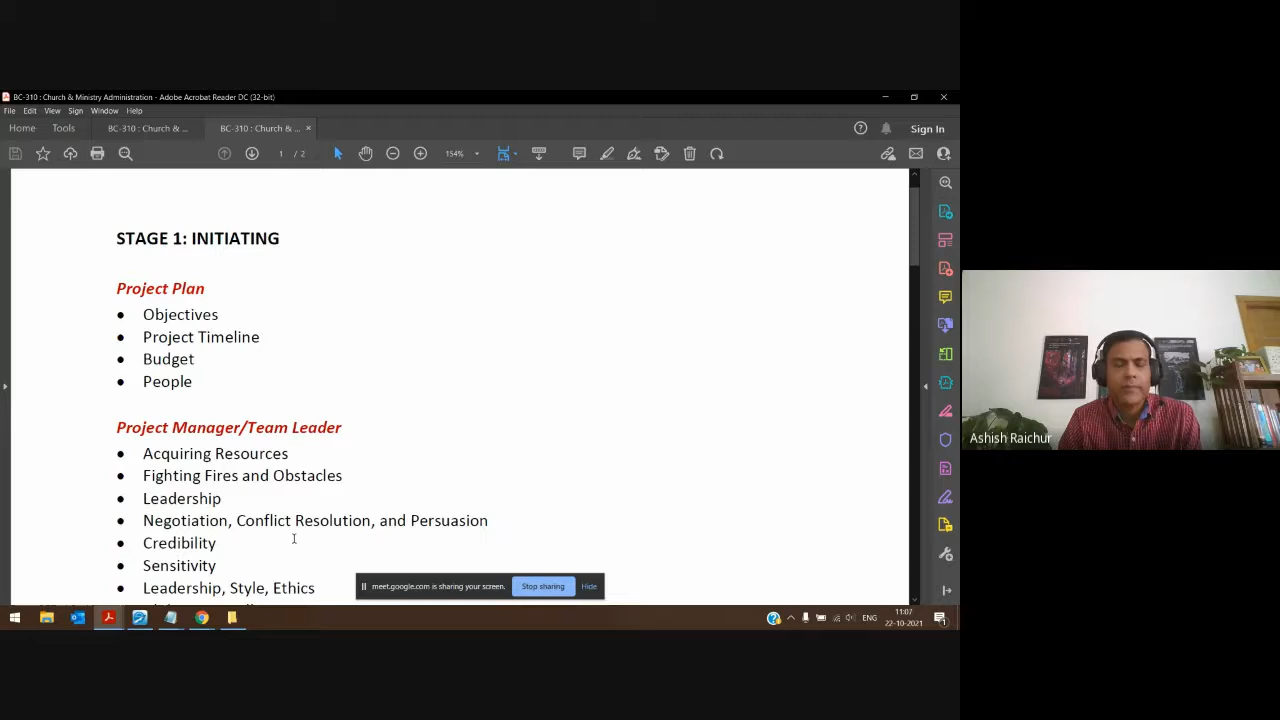 BC-310 : Church & Ministry Administration - Adobe Acrobat Reader DC (32-bit)
File Edit View Sign Window Help
Home Tools BC-310 : Church & ... BC-310 : Church & ... × Sign In
1 / 2 154%
STAGE 1: INITIATING
Project Plan
• Objectives
• Project Timeline
• Budget
• People
Project Manager/Team Leader
• Acquiring Resources
• Fighting Fires and Obstacles
• Leadership
• Negotiation, Conflict Resolution, and Persuasion
• Credibility
• Sensitivity
• Leadership, Style, Ethics
meet.google.com is sharing your screen. Stop sharing Hide
ENG 11:07
22-10-2021
Ashish Raichur